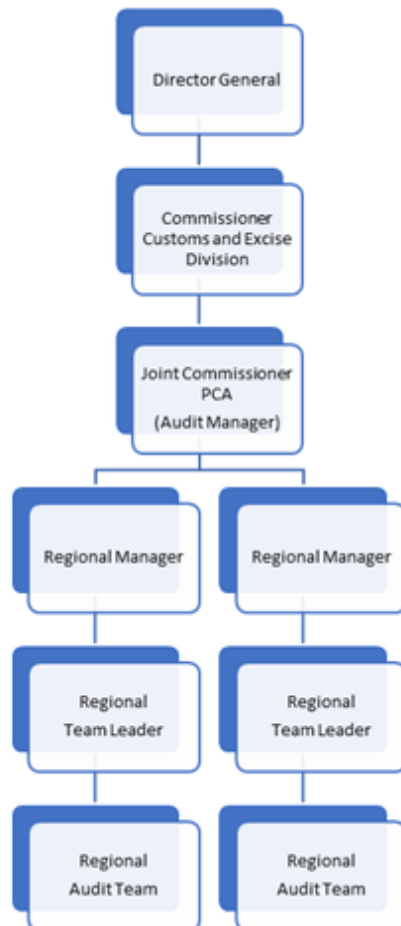 Director General
Commissioner
Customs and Excise
Division
Joint Commissioner
PCA
(Audit Manager)
Regional Manager
Regional Manager
Regional
Team Leader
Regional
Team Leader
Regional
Audit Team
Regional
Audit Team